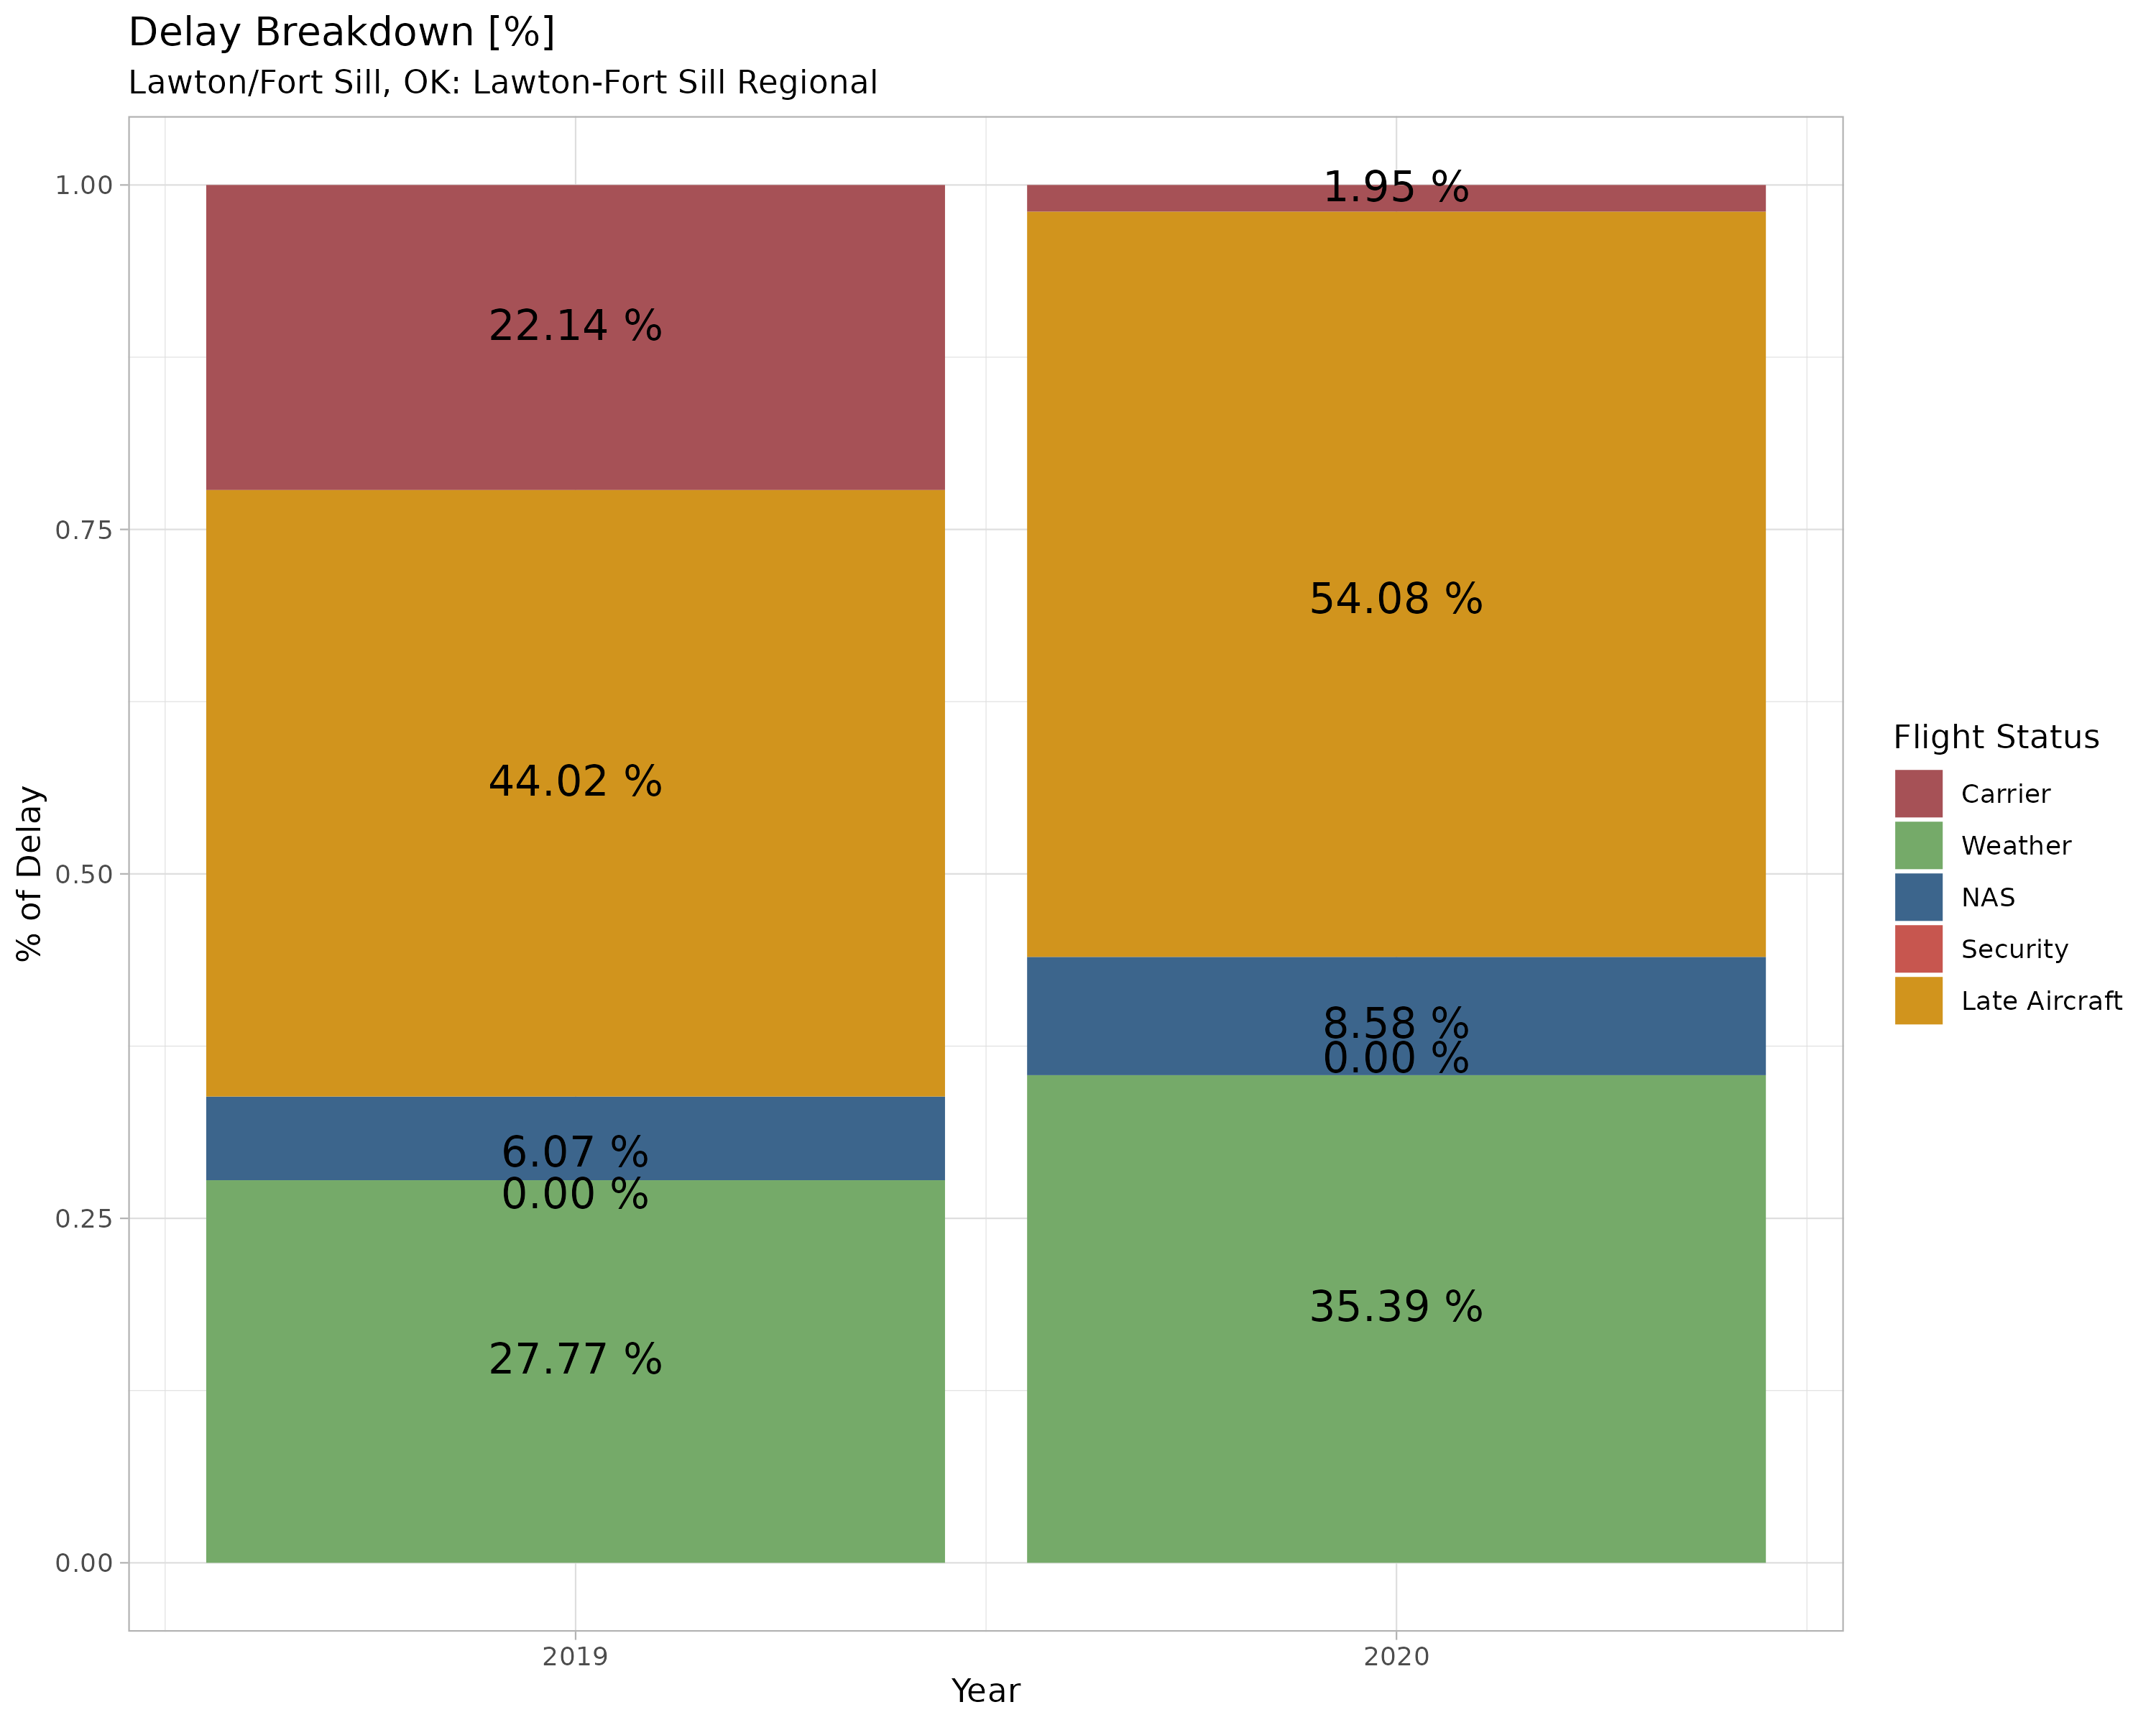 Delay Breakdown [%]
Lawton/Fort Sill, OK: Lawton-Fort Sill Regional
% of Delay
1.00
0.75
0.50
0.25
0.00
22.14 %
44.02 %
6.07 %
0.00 %
27.77 %
1.95 %
54.08 %
8.58 %
0.00 %
35.39 %
2019
2020
Year
Flight Status
Carrier
Weather
NAS
Security
Late Aircraft